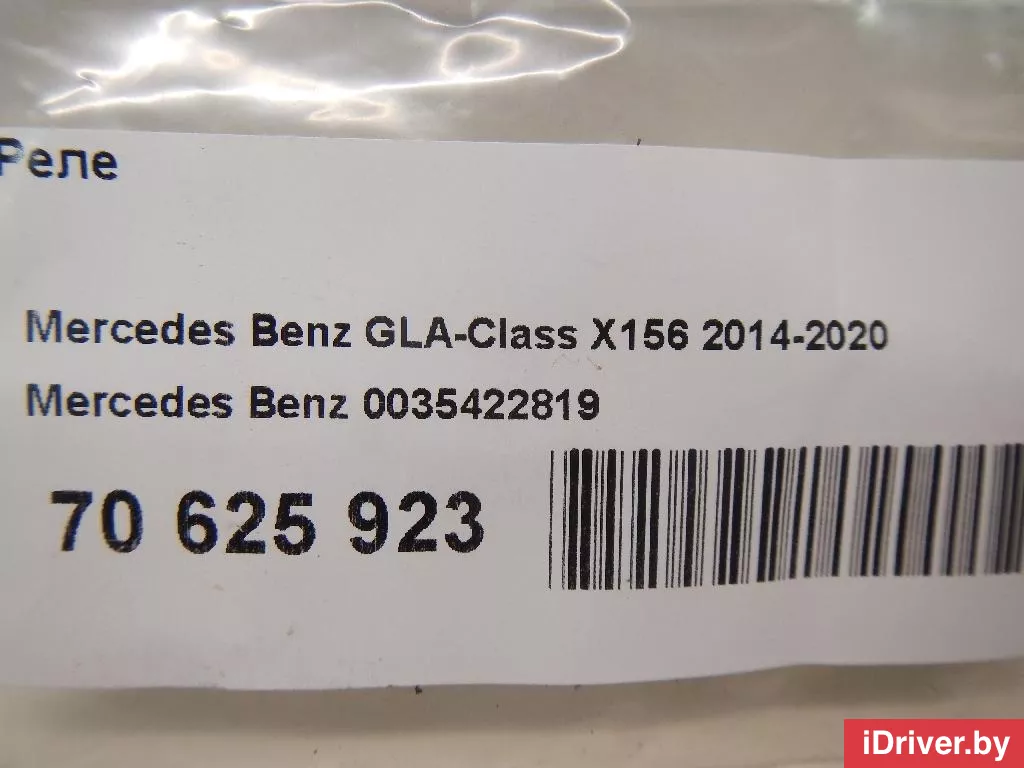 Реле
Mercedes Benz GLA-Class X156 2014-2020
Mercedes Benz 0035422819
70 625 923
iDriver.by